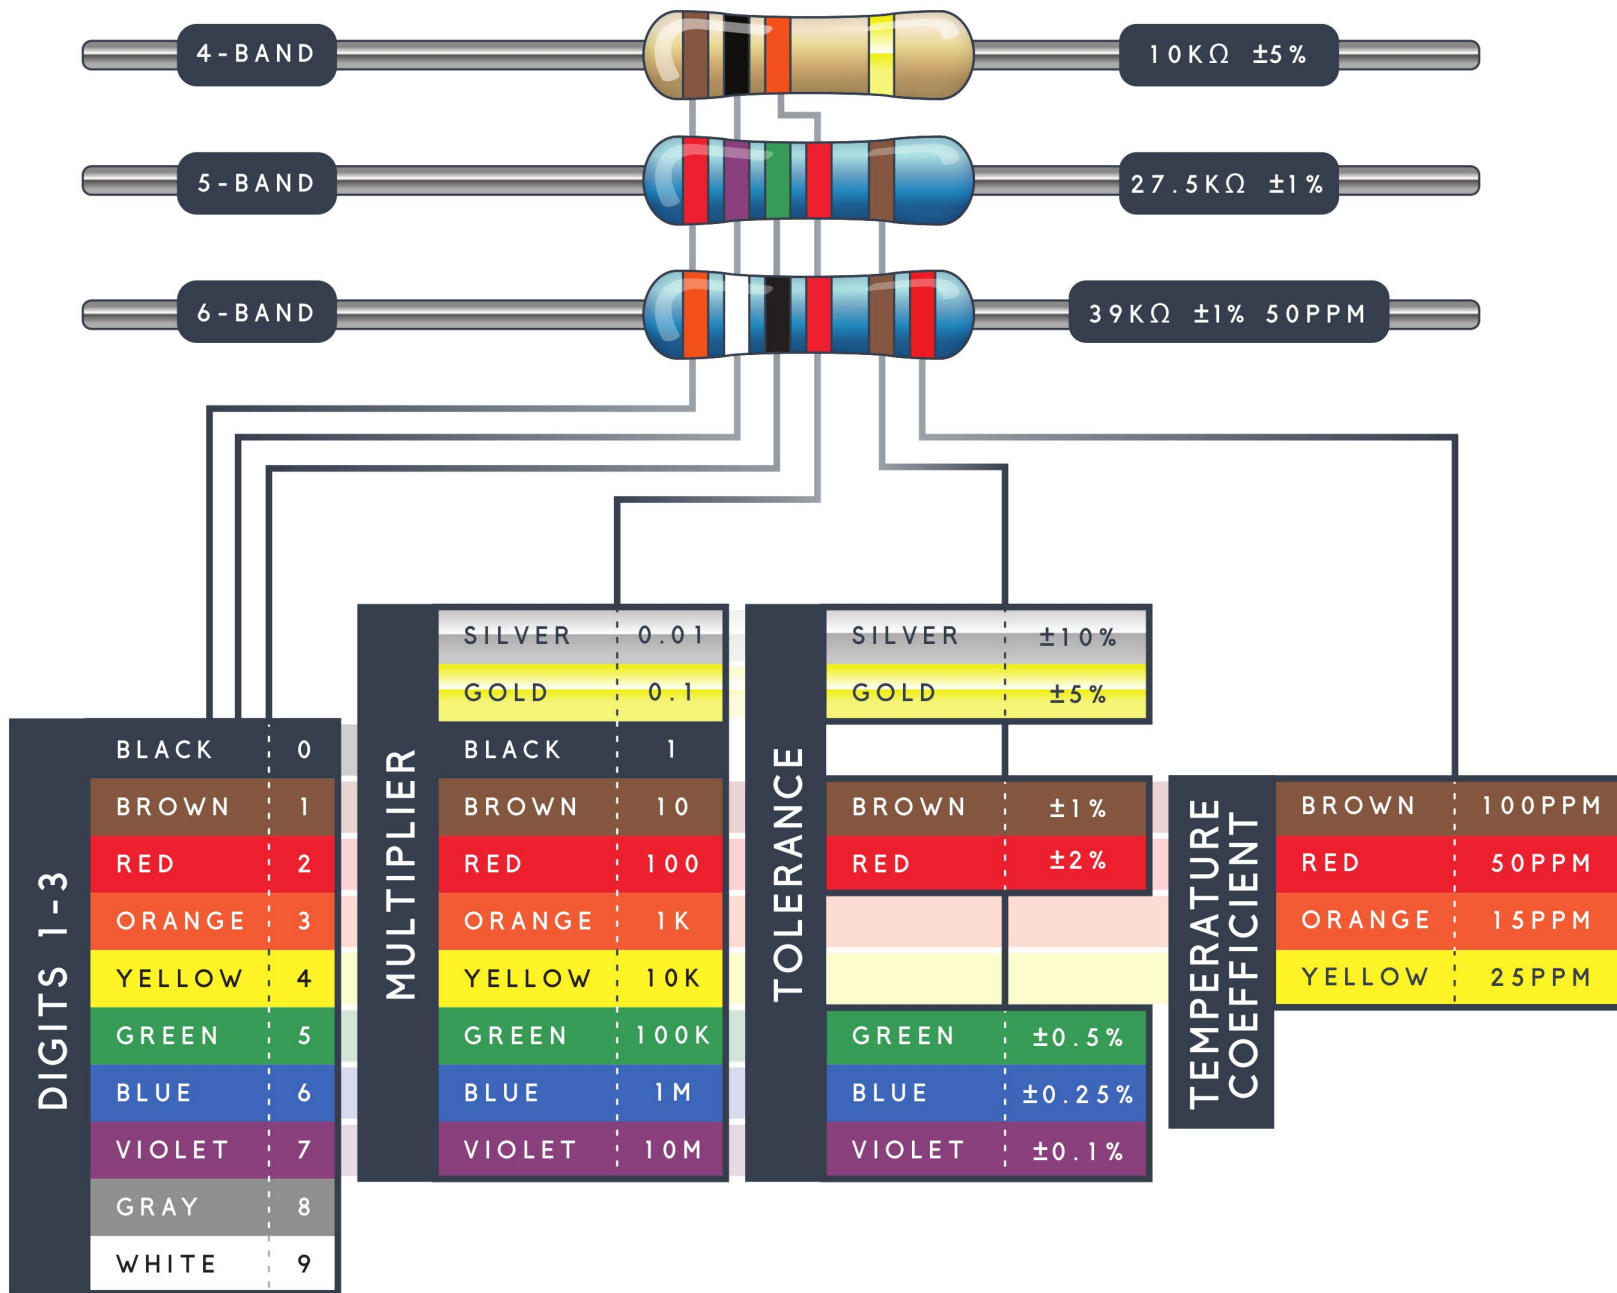 4-BAND
10KΩ ±5%
5-BAND
27.5KΩ ±1%
6-BAND
39KΩ ±1% 50PPM
DIGITS 1-3
BLACK 0
BROWN 1
RED 2
ORANGE 3
YELLOW 4
GREEN 5
BLUE 6
VIOLET 7
GRAY 8
WHITE 9
MULTIPLIER
SILVER 0.01
GOLD 0.1
BLACK 1
BROWN 10
RED 100
ORANGE 1K
YELLOW 10K
GREEN 100K
BLUE 1M
VIOLET 10M
TOLERANCE
SILVER ±10%
GOLD ±5%
BROWN ±1%
RED ±2%
GREEN ±0.5%
BLUE ±0.25%
VIOLET ±0.1%
TEMPERATURE
COEFFICIENT
BROWN 100PPM
RED 50PPM
ORANGE 15PPM
YELLOW 25PPM